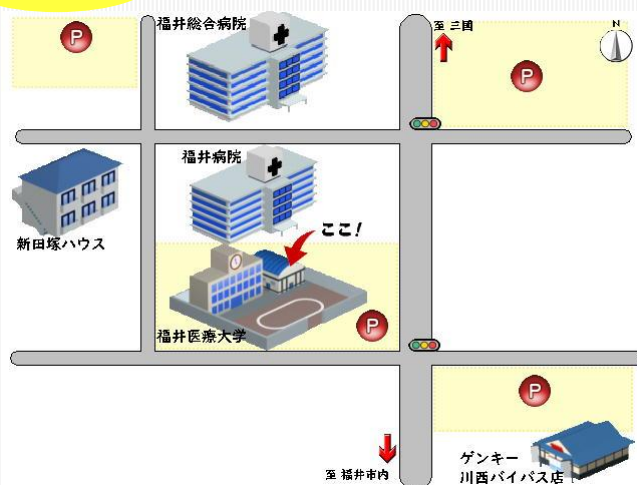 福井総合病院
至 三国
N
P
P
福井病院
新田塚ハウス
ここ!
福井医療大学
P
P
至 福井市内
ゲンキー
川西バイパス店